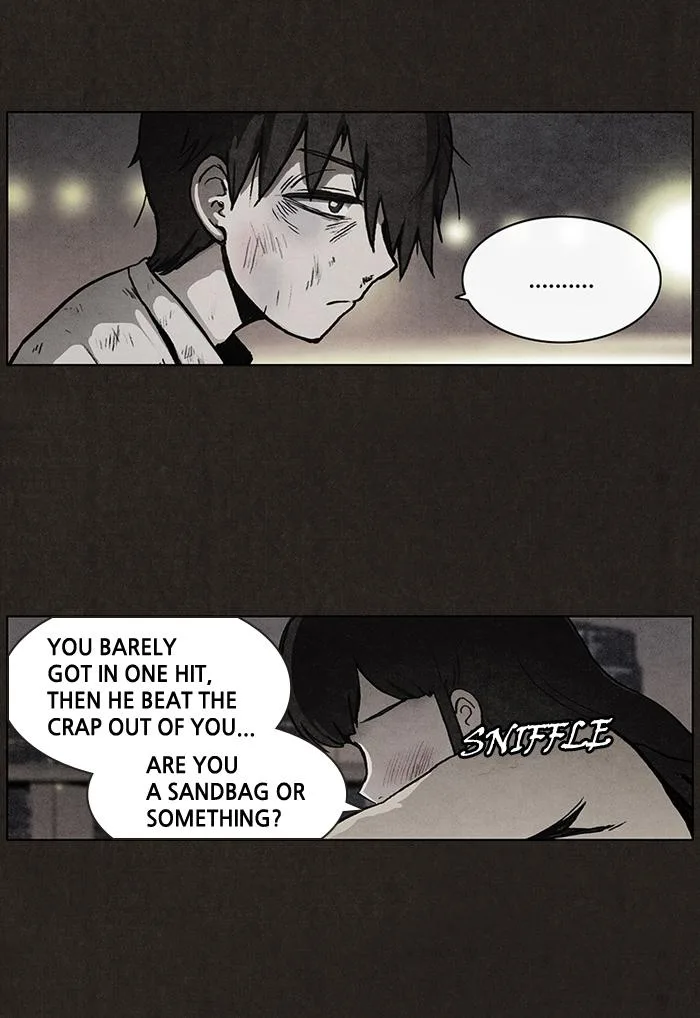 ..........
YOU BARELY
GOT IN ONE HIT,
THEN HE BEAT THE
CRAP OUT OF YOU...
ARE YOU
A SANDBAG OR
SOMETHING?
SNIFFLE